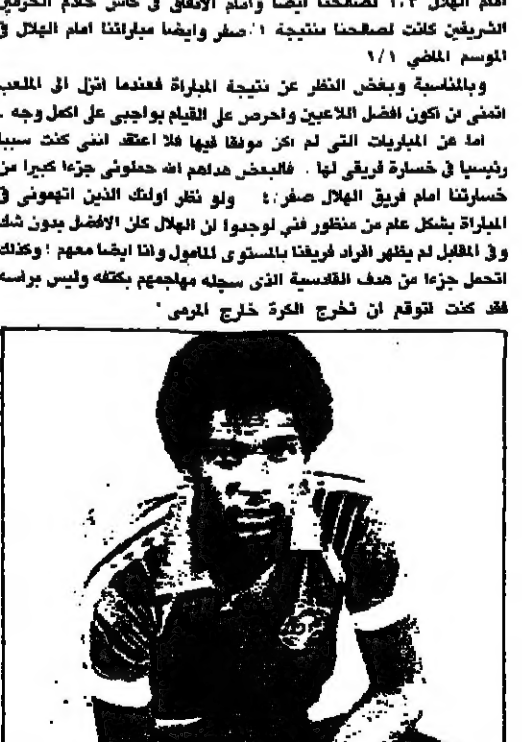 امام الهلال ١.٣ لصالحنا ايضا وامام الاتفاق في كأس خادم الحرمين
الشريفين كانت لصالحنا بنتيجة ١.صفر وايضا مباراتنا امام الهلال في
الموسم الماضي ١/١
وبالمناسبة وبغض النظر عن نتيجة المباراة فعندما انزل الى الملعب
اتمنى ان اكون افضل اللاعبين واحرص على القيام بواجبي على اكمل وجه .
اما عن المباريات التي لم اكن موفقا فيها فلا اعتقد انني كنت سببا
رئيسيا في خسارة فريقي لها . فالبعض هداهم الله حملوني جزءا كبيرا من
خسارتنا امام فريق الهلال صفر/٤ ولو نظر اولئك الذين اتهموني في
المباراة بشكل عام من منظور فني لوجدوا ان الهلال كان الافضل بدون شك
وفي المقابل لم يظهر افراد فريقنا بالمستوى المأمول وانا ايضا معهم ! وكذلك
اتحمل جزءا من هدف القادسية الذي سجله مهاجمهم بكتفه وليس براسه
فقد كنت اتوقع ان تخرج الكرة خارج المرمى "